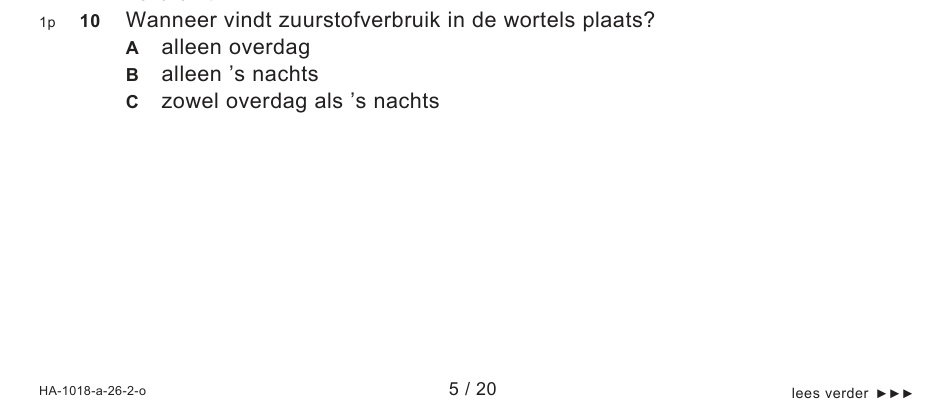 1p 10 Wanneer vindt zuurstofverbruik in de wortels plaats?
A alleen overdag
B alleen ’s nachts
C zowel overdag als ’s nachts
HA-1018-a-26-2-o 5 / 20 lees verder ►►►